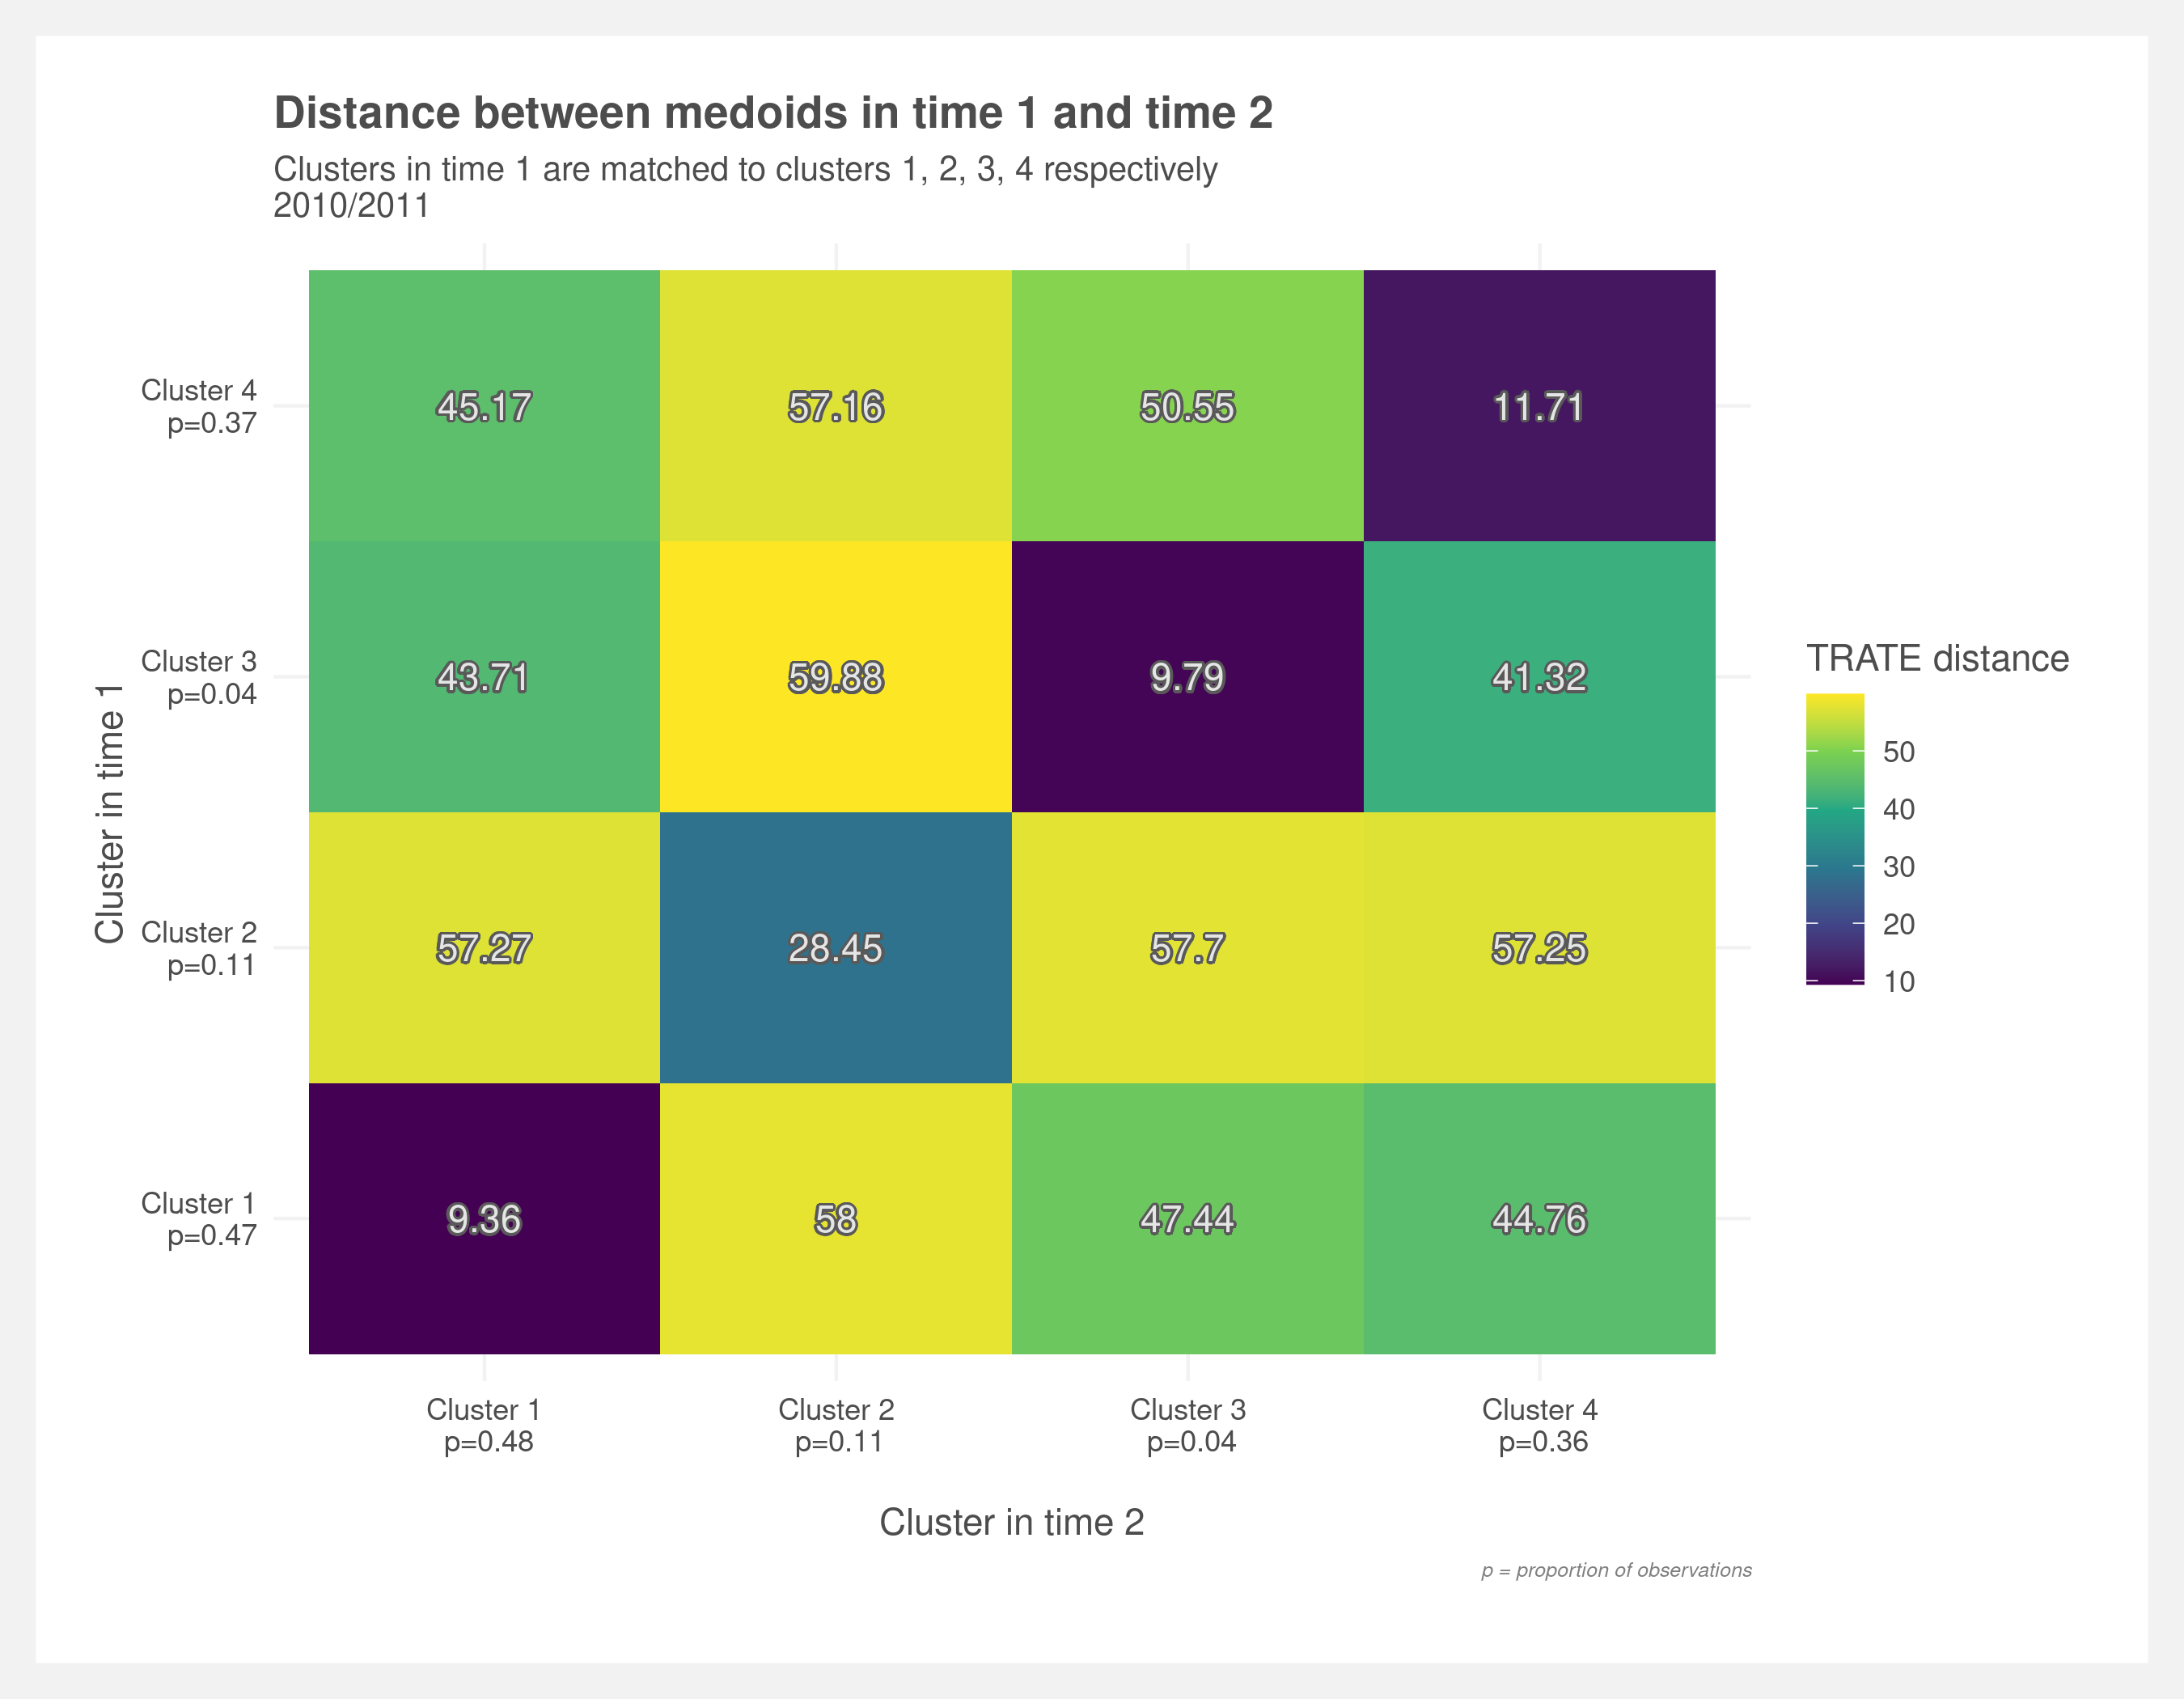 Distance between medoids in time 1 and time 2
Clusters in time 1 are matched to clusters 1, 2, 3, 4 respectively
2010/2011
Cluster in time 1
Cluster 4
p=0.37
45.17 57.16 50.55 11.71
Cluster 3
p=0.04
43.71 59.88 9.79 41.32
Cluster 2
p=0.11
57.27 28.45 57.7 57.25
Cluster 1
p=0.47
9.36 58 47.44 44.76
Cluster 1 Cluster 2 Cluster 3 Cluster 4
p=0.48 p=0.11 p=0.04 p=0.36
Cluster in time 2
TRATE distance
50
40
30
20
10
p = proportion of observations